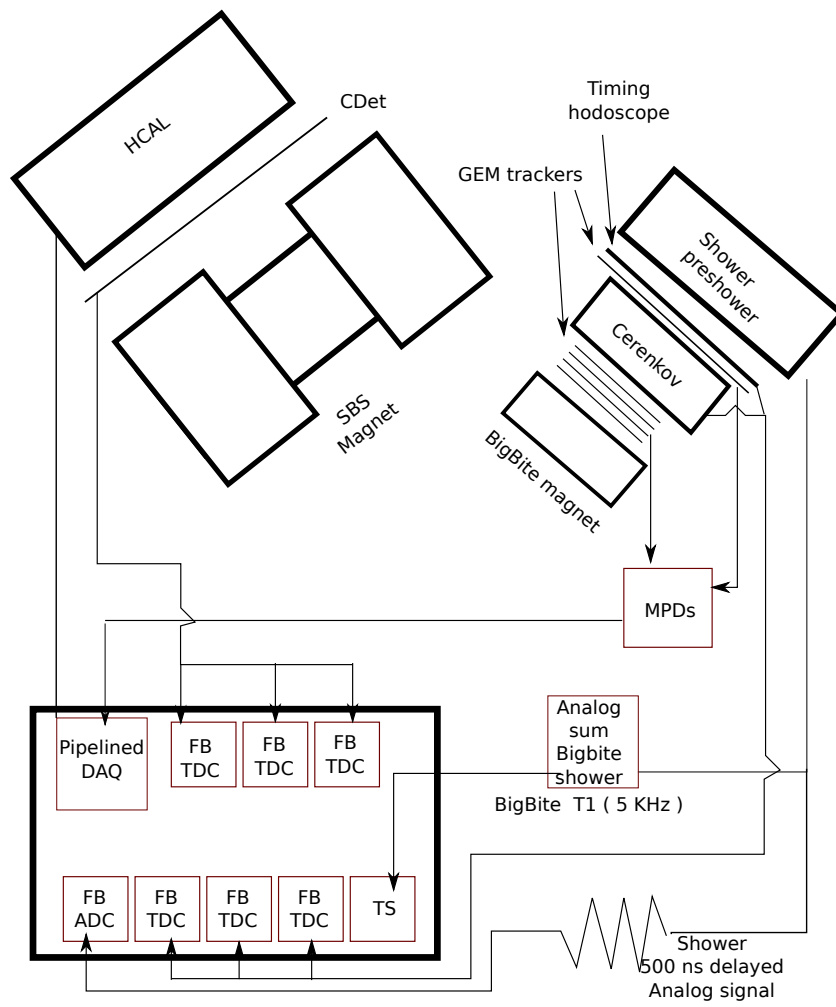 HCAL
CDet
Timing
hodoscope
GEM trackers
Shower
preshower
Cerenkov
SBS
Magnet
BigBite magnet
MPDs
Pipelined
DAQ
FB
TDC
FB
TDC
FB
TDC
Analog
sum
Bigbite
shower
BigBite T1 ( 5 KHz )
FB
ADC
FB
TDC
FB
TDC
FB
TDC
TS
Shower
500 ns delayed
Analog signal